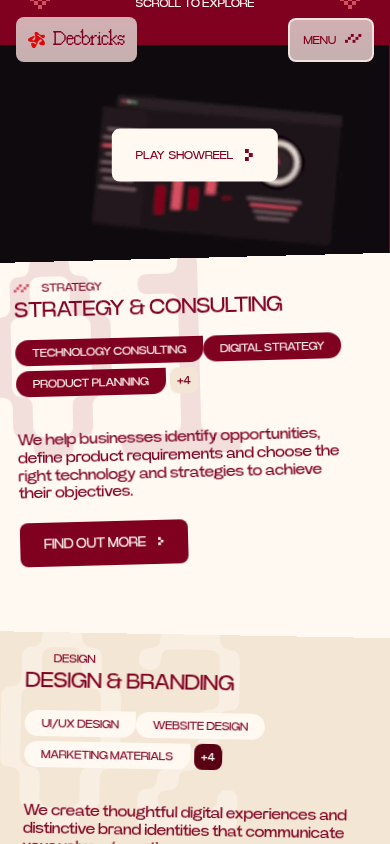 SCROLL TO EXPLORE
Decbricks
MENU
PLAY SHOWREEL
01
STRATEGY
STRATEGY & CONSULTING
TECHNOLOGY CONSULTING
DIGITAL STRATEGY
PRODUCT PLANNING
+4
We help businesses identify opportunities,
define product requirements and choose the
right technology and strategies to achieve
their objectives.
FIND OUT MORE
DESIGN
DESIGN & BRANDING
UI/UX DESIGN
WEBSITE DESIGN
MARKETING MATERIALS
+4
We create thoughtful digital experiences and
distinctive brand identities that communicate